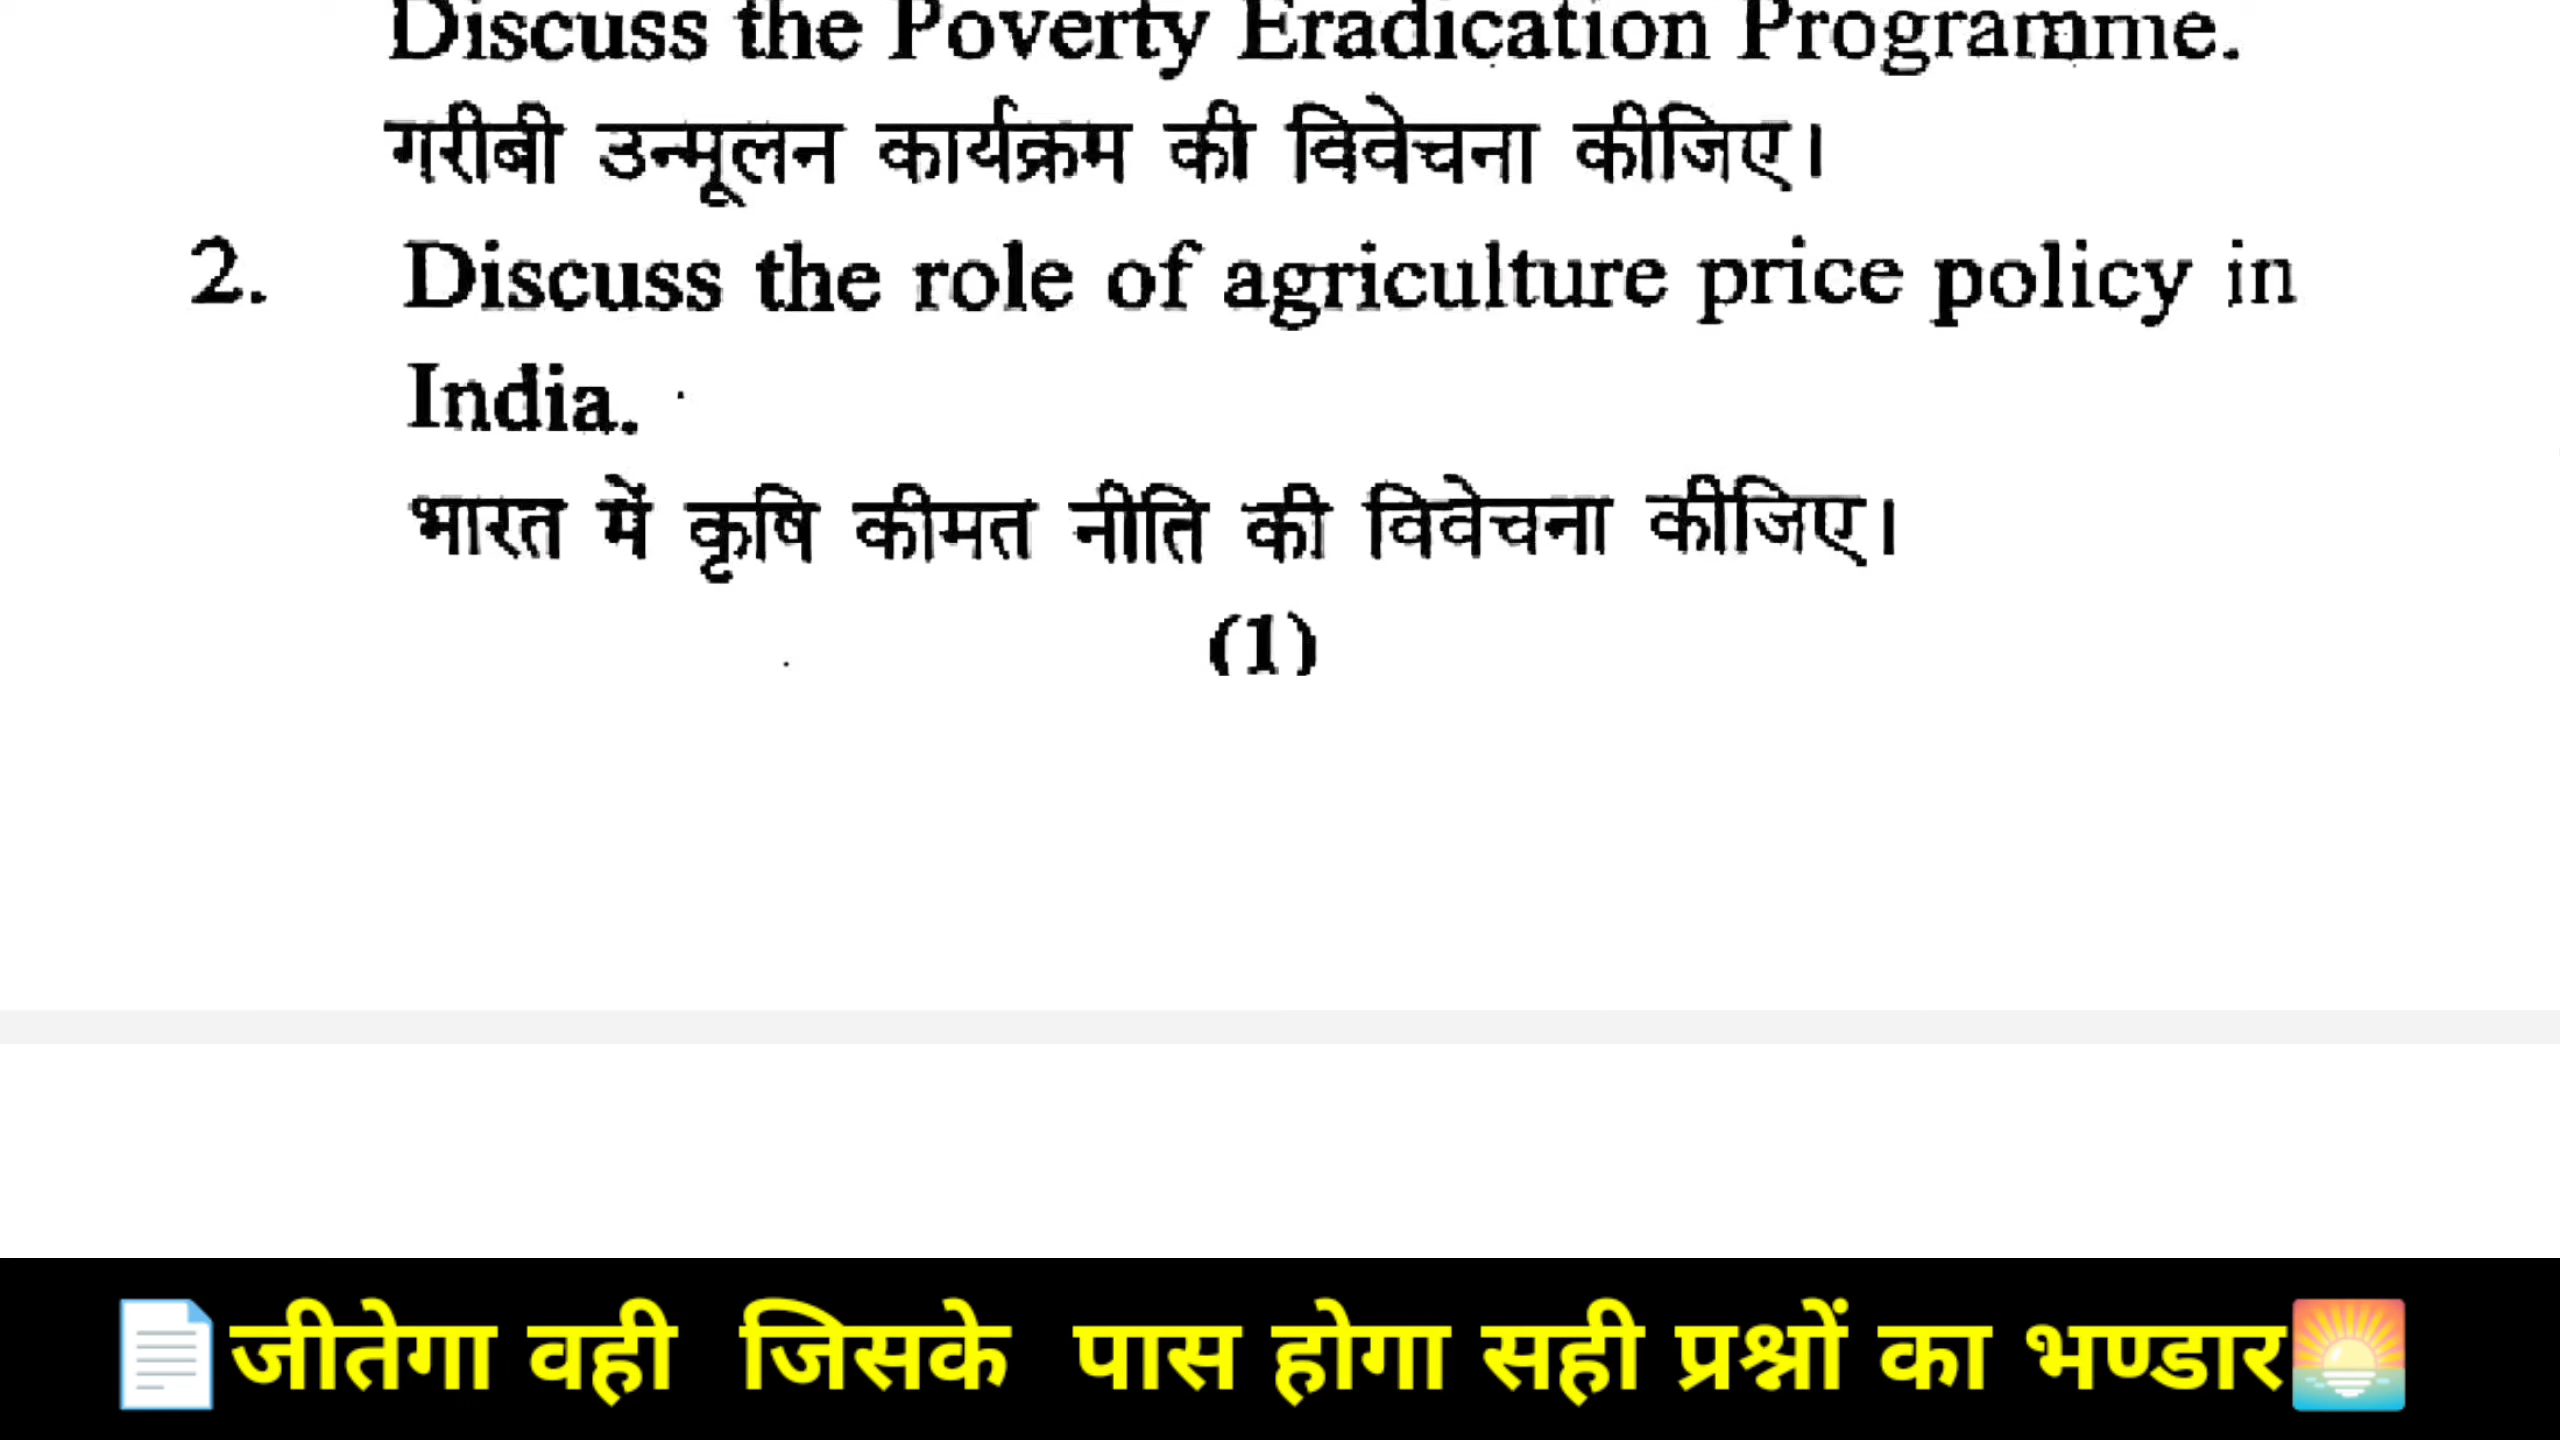 Discuss the Poverty Eradication Programme.
गरीबी उन्मूलन कार्यक्रम की विवेचना कीजिए।
2. Discuss the role of agriculture price policy in
India.
भारत में कृषि कीमत नीति की विवेचना कीजिए।
(1)
जीतेगा वही जिसके पास होगा सही प्रश्नों का भण्डार